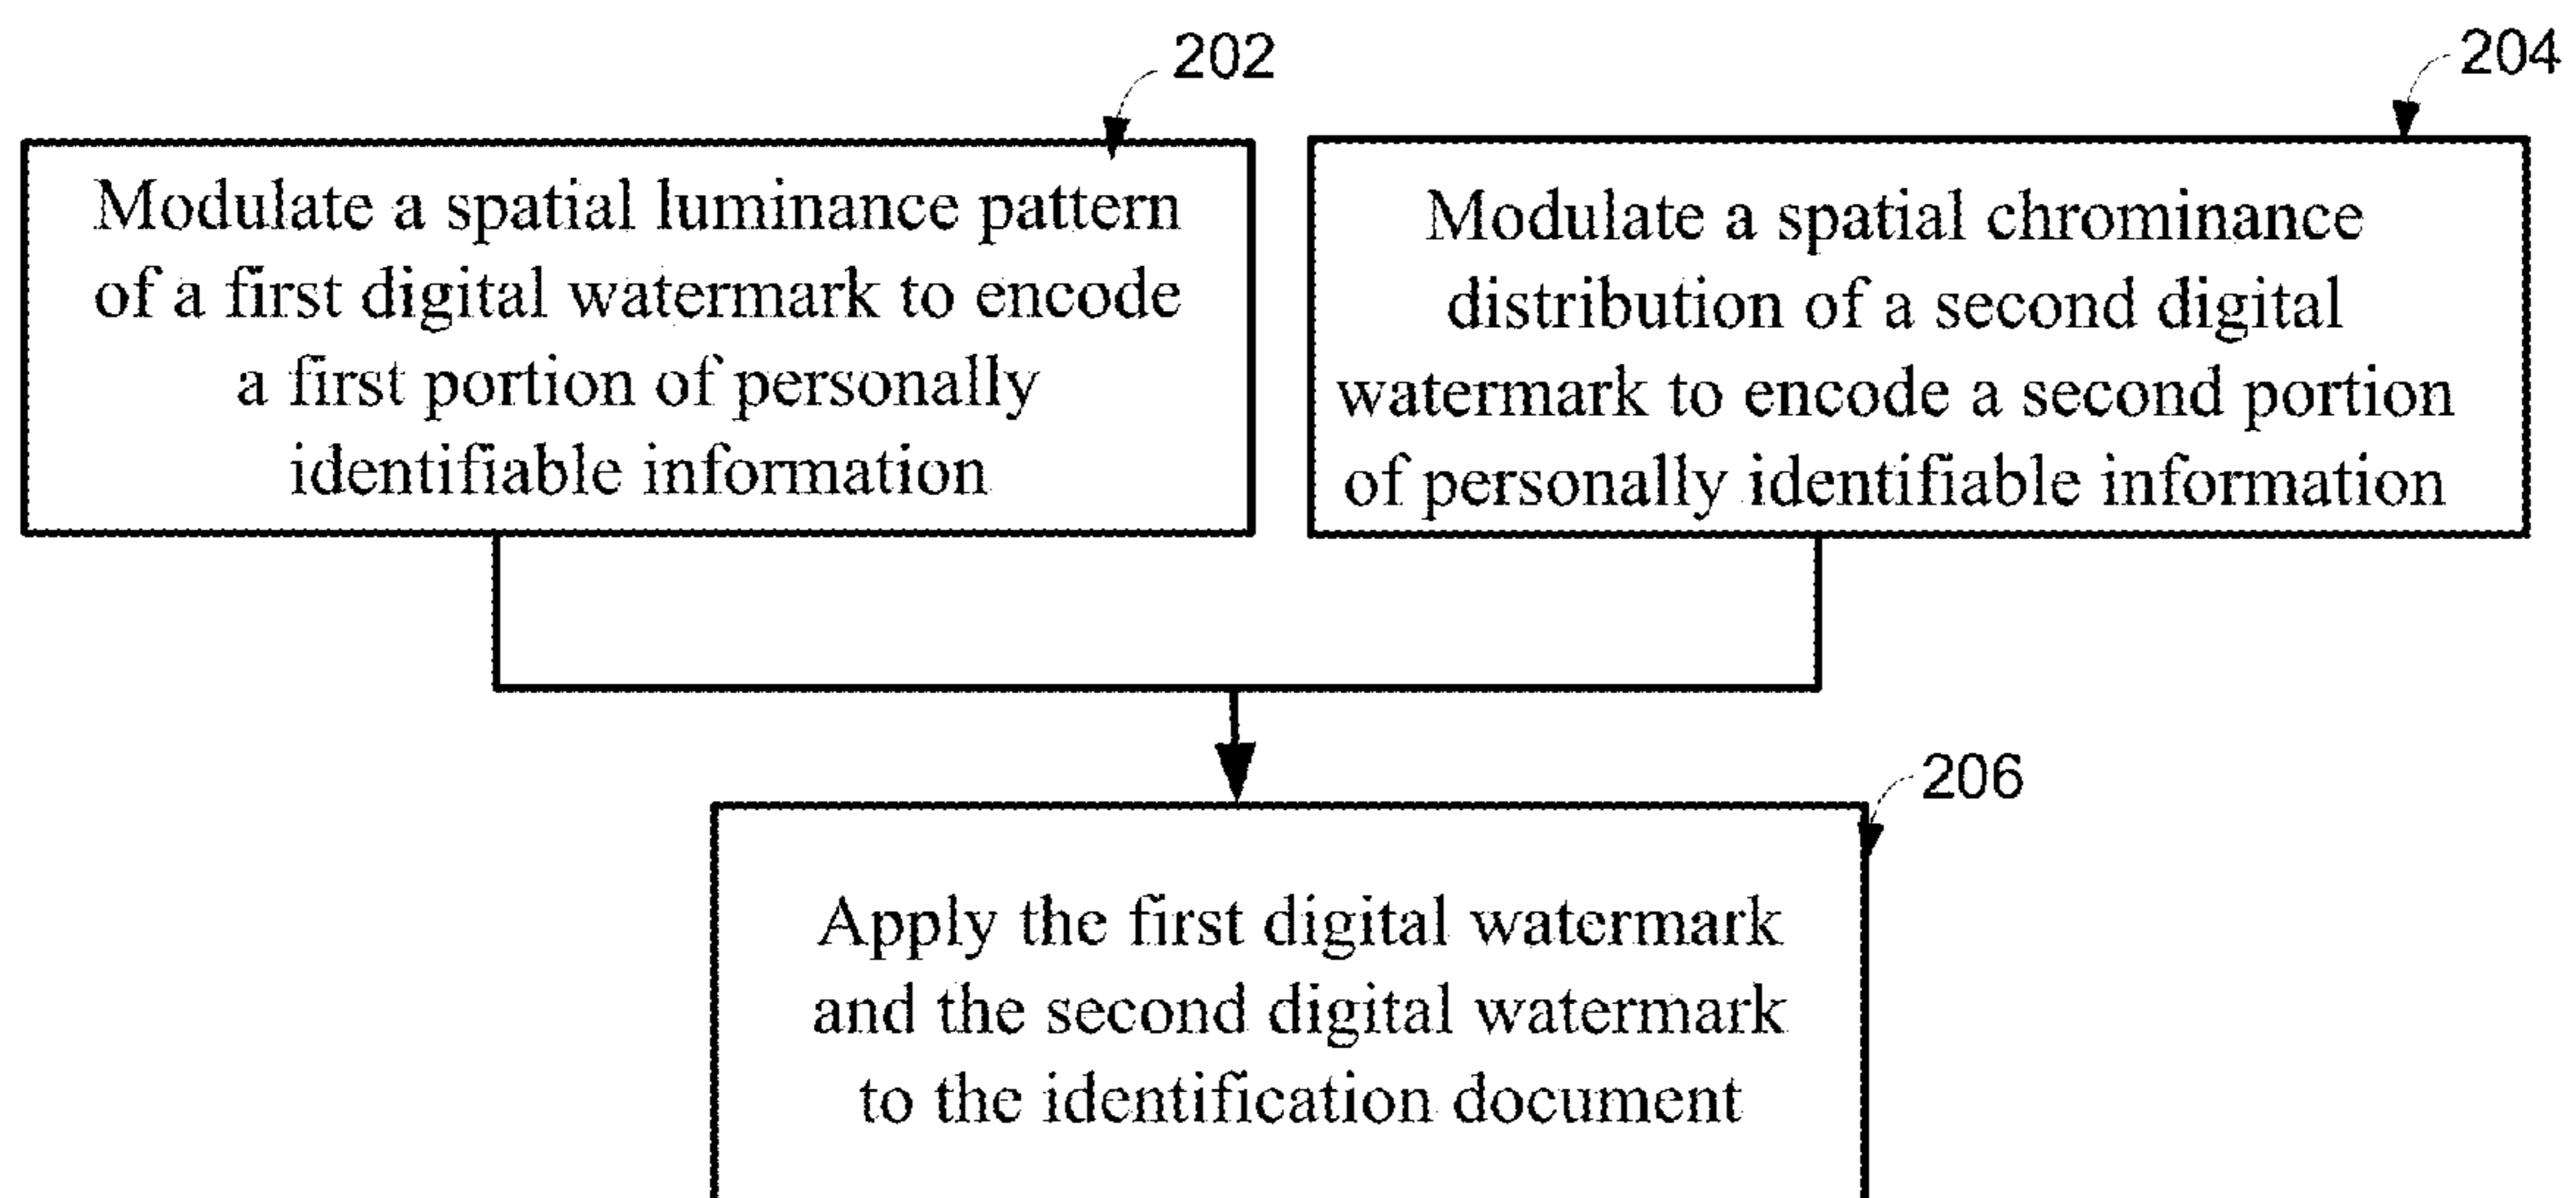 202
Modulate a spatial luminance pattern
of a first digital watermark to encode
a first portion of personally
identifiable information
204
Modulate a spatial chrominance
distribution of a second digital
watermark to encode a second portion
of personally identifiable information
206
Apply the first digital watermark
and the second digital watermark
to the identification document